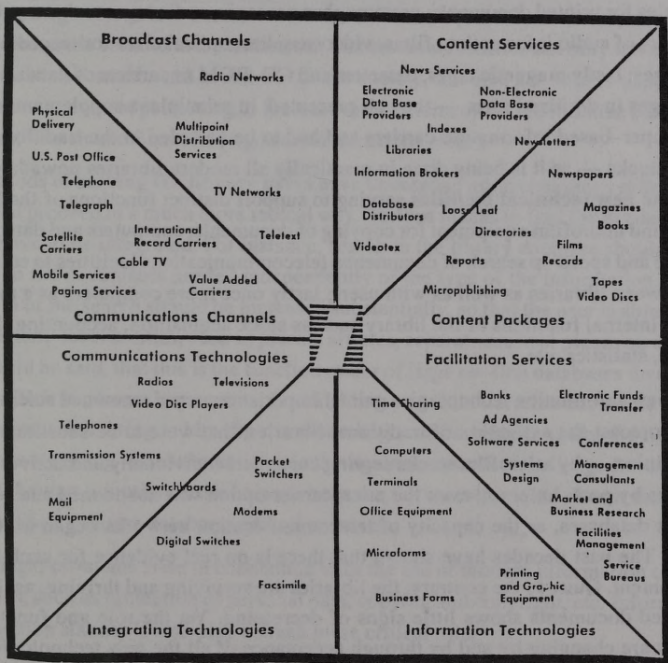 Broadcast Channels
Radio Networks
Physical
Delivery
Multipoint
Distribution
Services
U.S. Post Office
Telephone
TV Networks
Telegraph
International
Record Carriers
Teletext
Satellite
Carriers
Cable TV
Mobile Services
Value Added
Carriers
Paging Services
Communications Channels
Content Services
News Services
Electronic
Data Base
Providers
Non-Electronic
Data Base
Providers
Indexes
Libraries
Newsletters
Information Brokers
Newspapers
Database
Distributors
Loose Leaf
Magazines
Directories
Books
Videotex
Films
Reports
Records
Micropublishing
Tapes
Video Discs
Content Packages
Communications Technologies
Radios
Televisions
Video Disc Players
Telephones
Transmission Systems
Packet
Switchers
Switchboards
Mail
Equipment
Modems
Digital Switches
Facsimile
Integrating Technologies
Facilitation Services
Time Sharing
Banks
Electronic Funds
Transfer
Ad Agencies
Software Services
Conferences
Computers
Systems
Design
Management
Consultants
Terminals
Market and
Business Research
Office Equipment
Facilities
Management
Microforms
Service
Bureaus
Printing
and Graphic
Equipment
Business Forms
Information Technologies